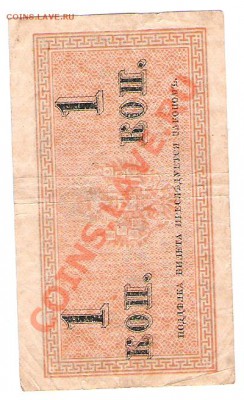 COINS.LAVE.RU
1 1
КОП. КОП.
ПОДДѢЛКА БИЛЕТА ПРЕСЛѢДУЕТСЯ ЗАКОНОМЪ.
COINS.LAVE.RU